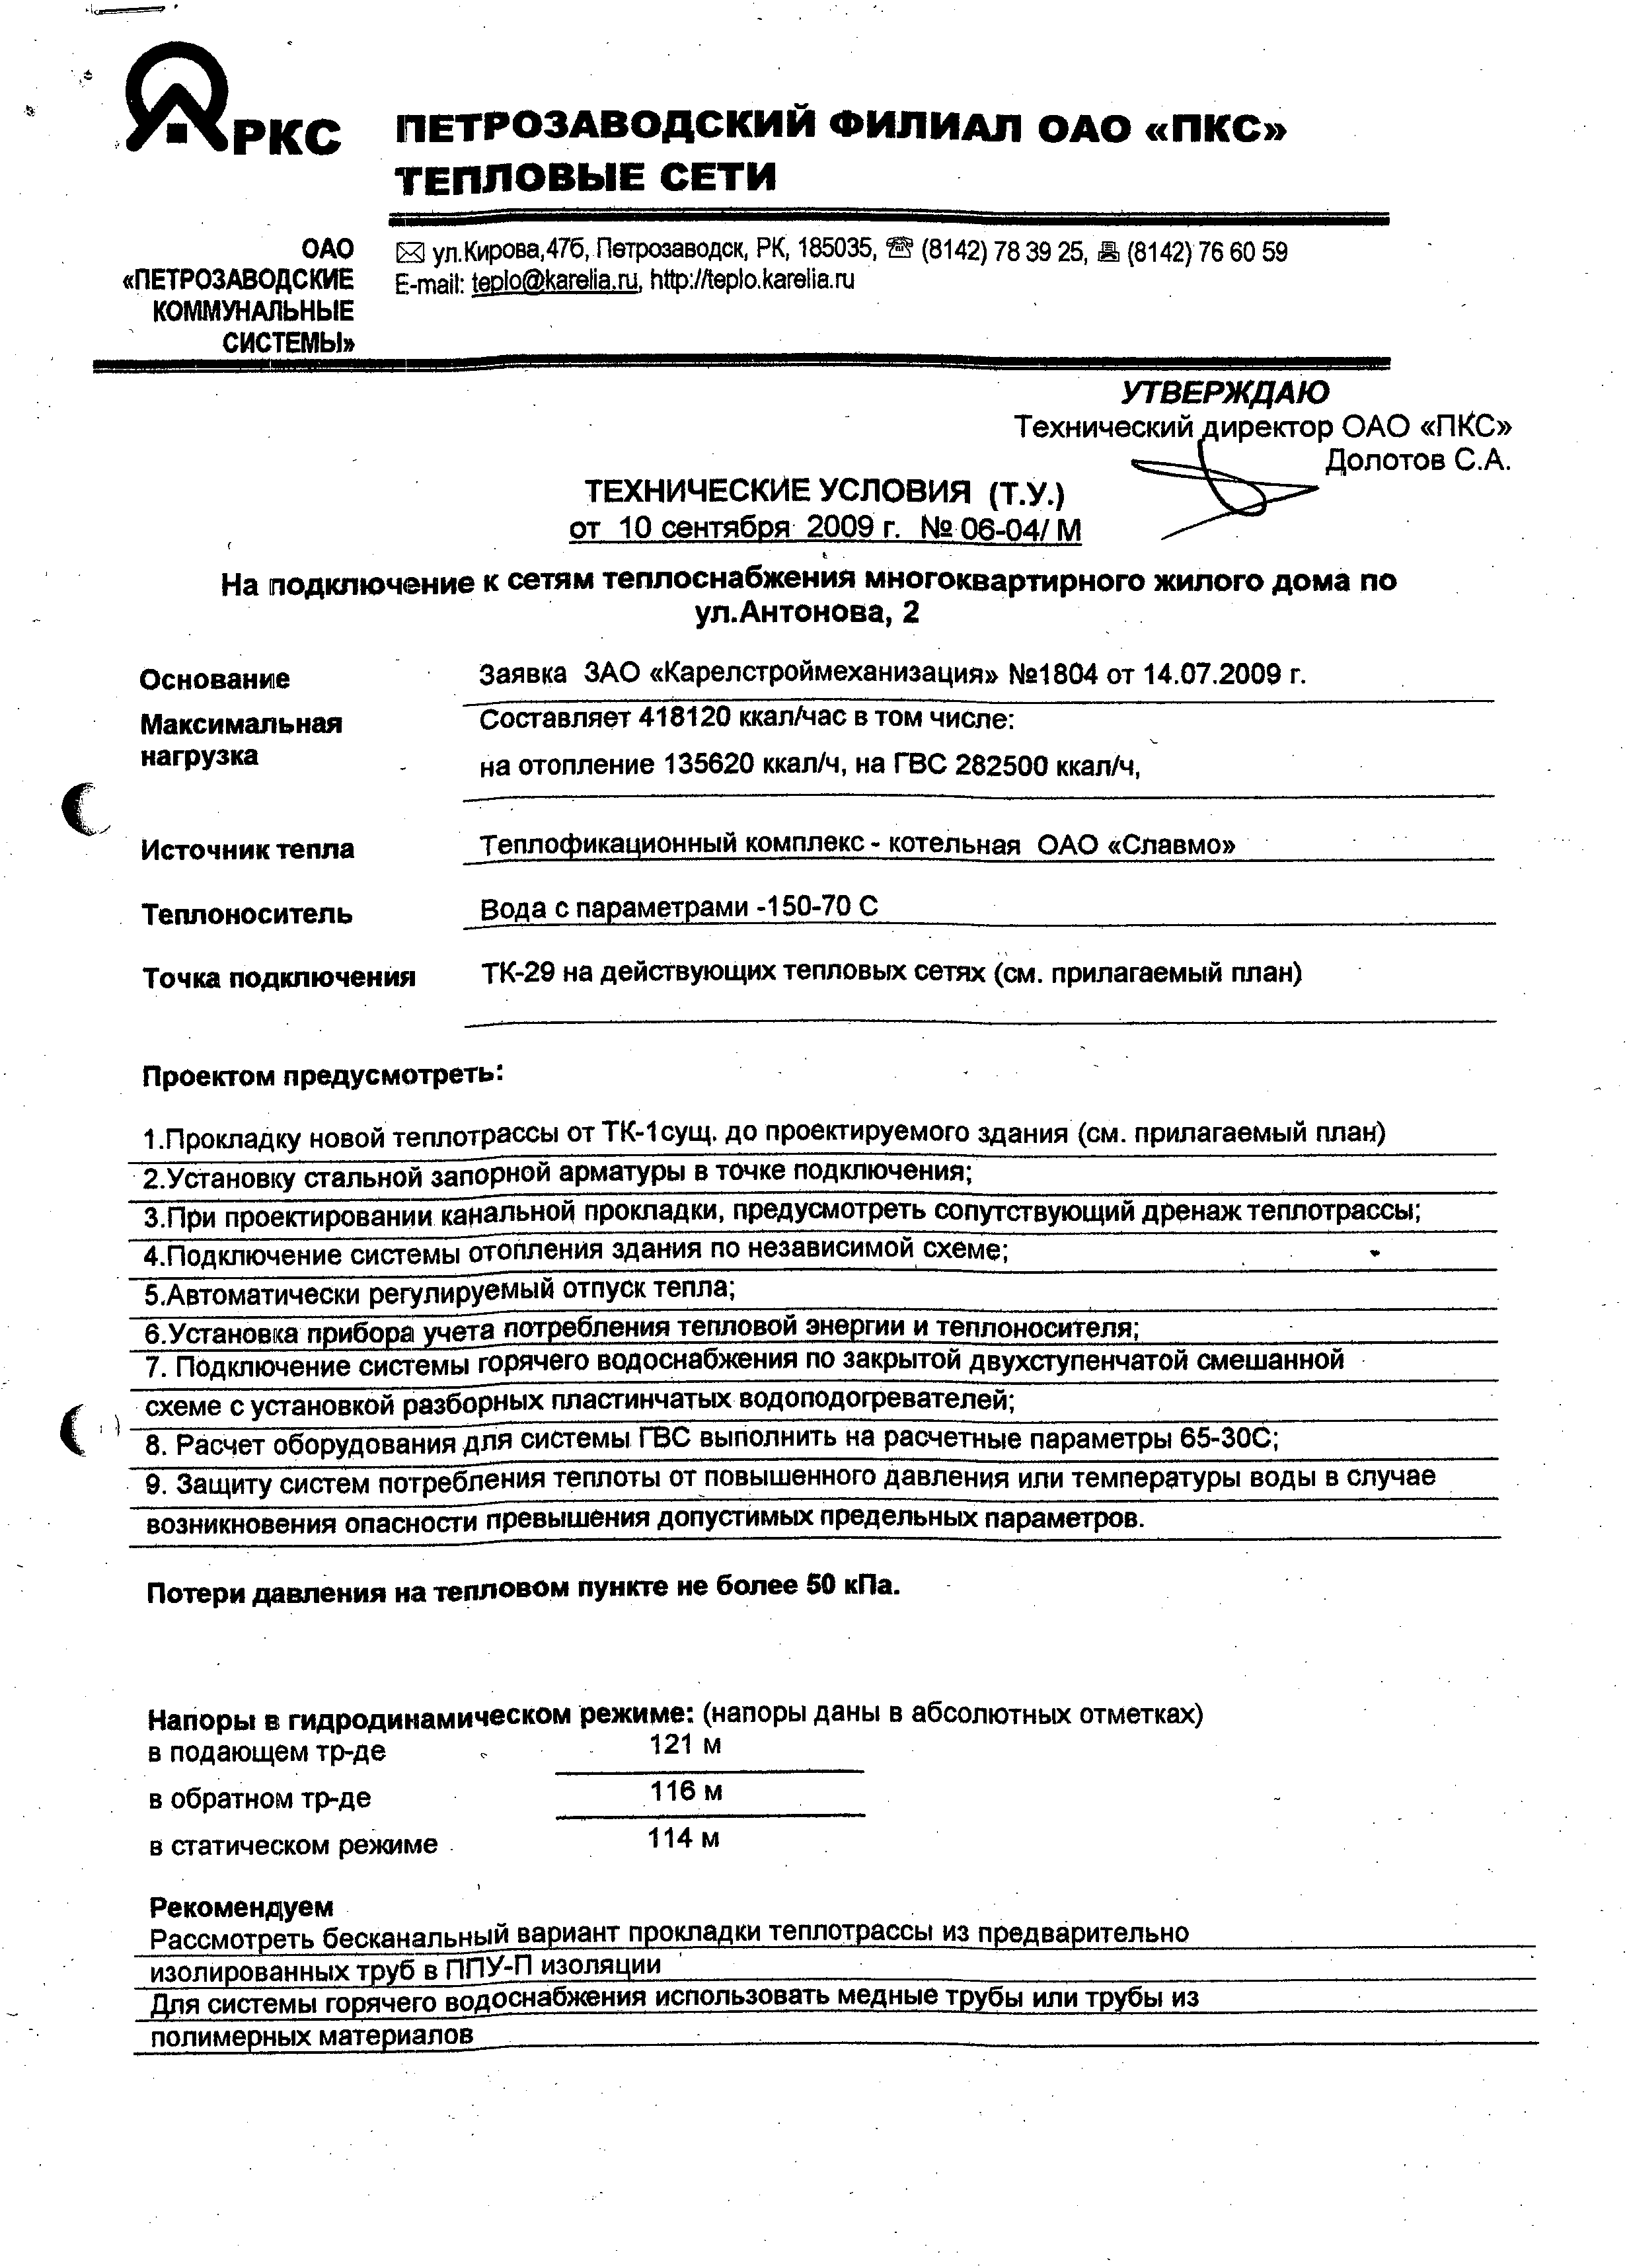 РКС
ПЕТРОЗАВОДСКИЙ ФИЛИАЛ ОАО «ПКС»
ТЕПЛОВЫЕ СЕТИ
ОАО
«ПЕТРОЗАВОДСКИЕ
КОММУНАЛЬНЫЕ
СИСТЕМЫ»
ул.Кирова,47б, Петрозаводск, РК, 185035, (8142) 78 39 25, (8142) 76 60 59
E-mail: teplo@karelia.ru, http://teplo.karelia.ru
УТВЕРЖДАЮ
Технический директор ОАО «ПКС»
Долотов С.А.
ТЕХНИЧЕСКИЕ УСЛОВИЯ (Т.У.)
от 10 сентября 2009 г. № 06-04/ М
На подключение к сетям теплоснабжения многоквартирного жилого дома по
ул.Антонова, 2
Основание Заявка ЗАО «Карелстроймеханизация» №1804 от 14.07.2009 г.
Максимальная Составляет 418120 ккал/час в том числе:
нагрузка на отопление 135620 ккал/ч, на ГВС 282500 ккал/ч,
Источник тепла Теплофикационный комплекс - котельная ОАО «Славмо»
Теплоноситель Вода с параметрами -150-70 С
Точка подключения ТК-29 на действующих тепловых сетях (см. прилагаемый план)
Проектом предусмотреть:
1.Прокладку новой теплотрассы от ТК-1сущ. до проектируемого здания (см. прилагаемый план)
2.Установку стальной запорной арматуры в точке подключения;
3.При проектировании канальной прокладки, предусмотреть сопутствующий дренаж теплотрассы;
4.Подключение системы отопления здания по независимой схеме;
5.Автоматически регулируемый отпуск тепла;
6.Установка прибора учета потребления тепловой энергии и теплоносителя;
7. Подключение системы горячего водоснабжения по закрытой двухступенчатой смешанной
схеме с установкой разборных пластинчатых водоподогревателей;
8. Расчет оборудования для системы ГВС выполнить на расчетные параметры 65-30С;
9. Защиту систем потребления теплоты от повышенного давления или температуры воды в случае
возникновения опасности превышения допустимых предельных параметров.
Потери давления на тепловом пункте не более 50 кПа.
Напоры в гидродинамическом режиме: (напоры даны в абсолютных отметках)
в подающем тр-де 121 м
в обратном тр-де 116 м
в статическом режиме 114 м
Рекомендуем
Рассмотреть бесканальный вариант прокладки теплотрассы из предварительно
изолированных труб в ППУ-П изоляции
Для системы горячего водоснабжения использовать медные трубы или трубы из
полимерных материалов